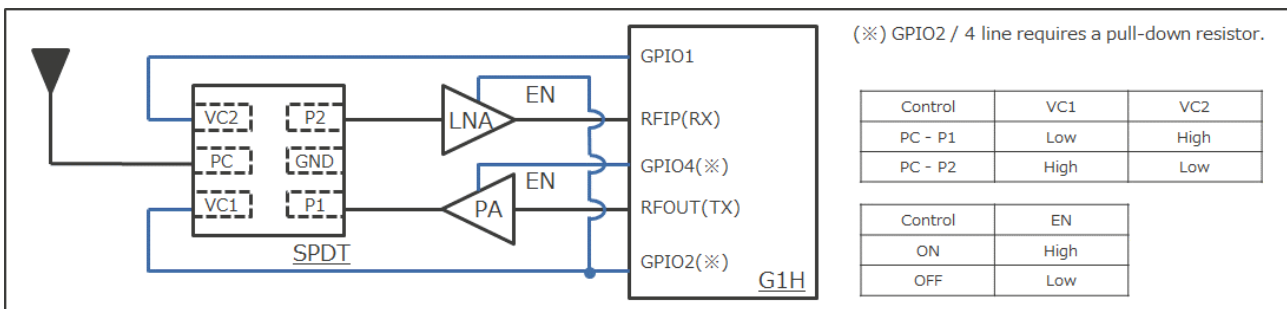 (※) GPIO2 / 4 line requires a pull-down resistor.
GPIO1
EN
VC2 P2 LNA RFIP(RX)
PC GND GPIO4(※)
EN
VC1 P1 PA RFOUT(TX)
SPDT GPIO2(※)
G1H
Control VC1 VC2
PC - P1 Low High
PC - P2 High Low
Control EN
ON High
OFF Low